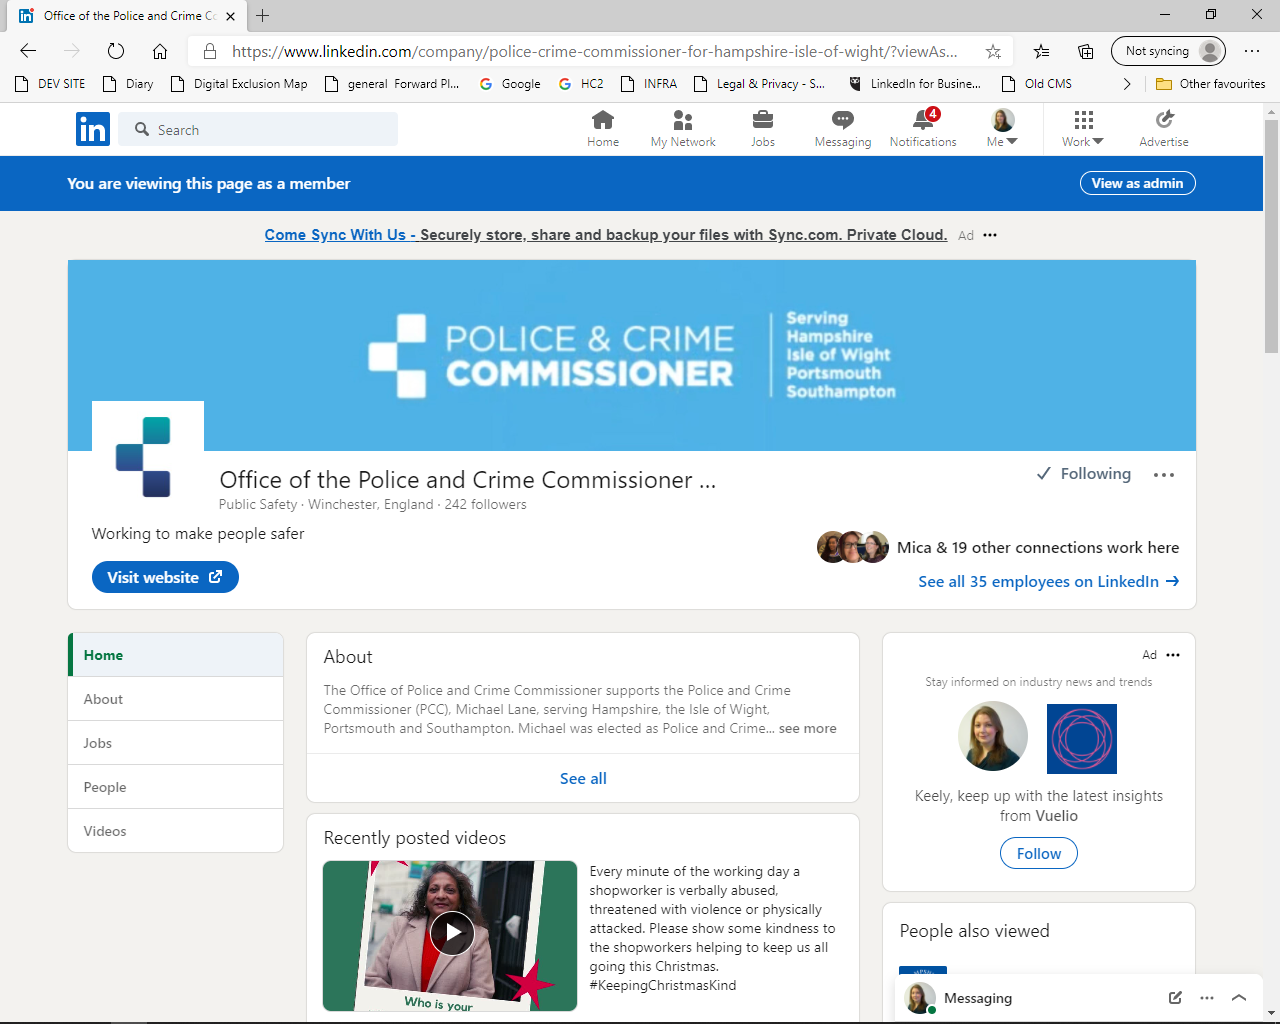 Office of the Police and Crime Co
Not syncing
https://www.linkedin.com/company/police-crime-commissioner-for-hampshire-isle-of-wight/?viewAs...
DEV SITE
Diary
Digital Exclusion Map
general Forward Pl...
Google
HC2
INFRA
Legal & Privacy - S...
LinkedIn for Busine...
Old CMS
Other favourites
in
Search
Home
My Network
Jobs
Messaging
4
Notifications
Me
Work
Advertise
You are viewing this page as a member
View as admin
Come Sync With Us - Securely store, share and backup your files with Sync.com. Private Cloud.
Ad
POLICE & CRIME
COMMISSIONER
Serving
Hampshire
Isle of Wight
Portsmouth
Southampton
Office of the Police and Crime Commissioner ...
Following
Public Safety · Winchester, England · 242 followers
Working to make people safer
Mica & 19 other connections work here
Visit website
See all 35 employees on LinkedIn →
Home
About
Jobs
People
Videos
About
The Office of Police and Crime Commissioner supports the Police and Crime
Commissioner (PCC), Michael Lane, serving Hampshire, the Isle of Wight,
Portsmouth and Southampton. Michael was elected as Police and Crime... see more
See all
Recently posted videos
Every minute of the working day a
shopworker is verbally abused,
threatened with violence or physically
attacked. Please show some kindness to
the shopworkers helping to keep us all
going this Christmas.
#KeepingChristmasKind
Who is your
Ad
Stay informed on industry news and trends
Keely, keep up with the latest insights
from Vuelio
Follow
People also viewed
Messaging